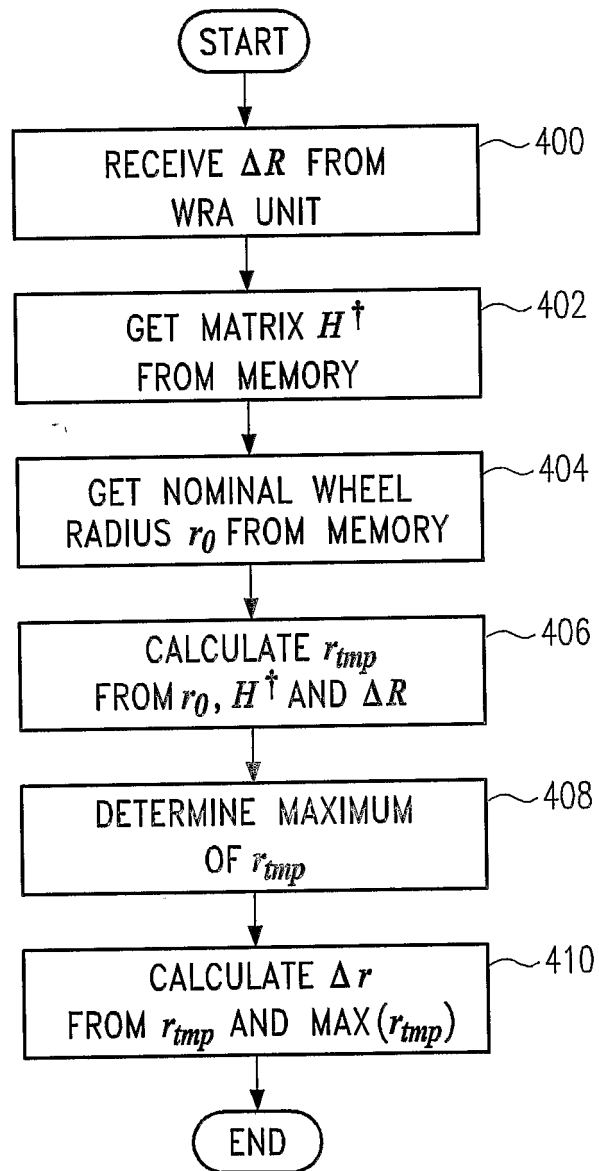 START
RECEIVE ΔR FROM
WRA UNIT
400
GET MATRIX H†
FROM MEMORY
402
GET NOMINAL WHEEL
RADIUS r0 FROM MEMORY
404
CALCULATE rtmp
FROM r0, H† AND ΔR
406
DETERMINE MAXIMUM
OF rtmp
408
CALCULATE Δr
FROM rtmp AND MAX(rtmp)
410
END